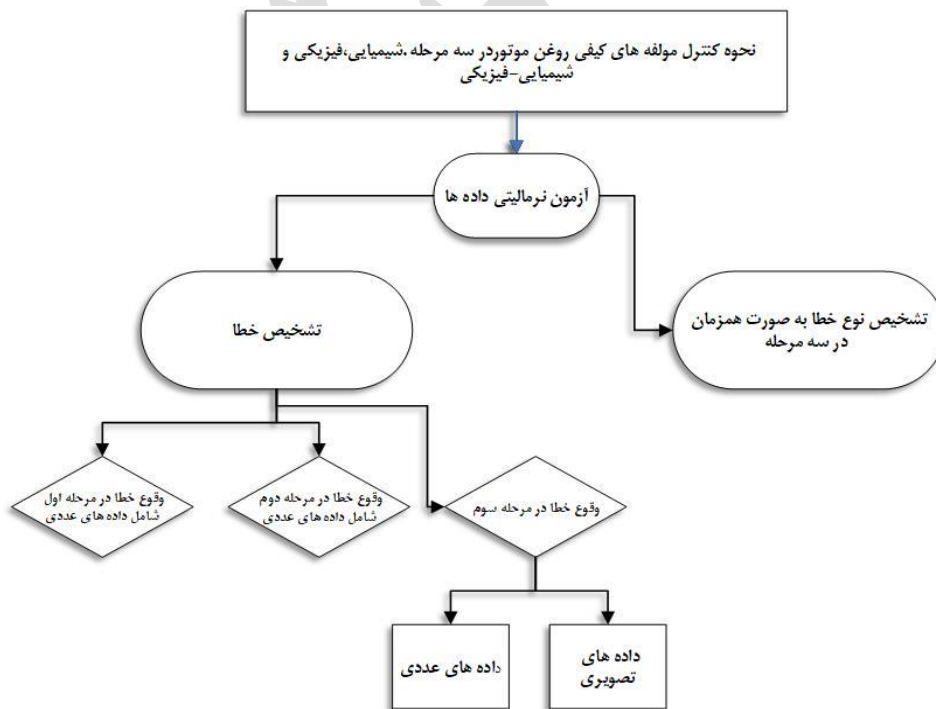 نحوه کنترل مولفه های کیفی روغن موتوردر سه مرحله .شیمیایی،فیزیکی و
شیمیایی-فیزیکی
آزمون نرمالیتی داده ها
تشخیص خطا
تشخیص نوع خطا به صورت همزمان
در سه مرحله
وقوع خطا در مرحله اول
شامل داده های عددی
وقوع خطا در مرحله دوم
شامل داده های عددی
وقوع خطا در مرحله سوم
داده های عددی
داده های
تصویری